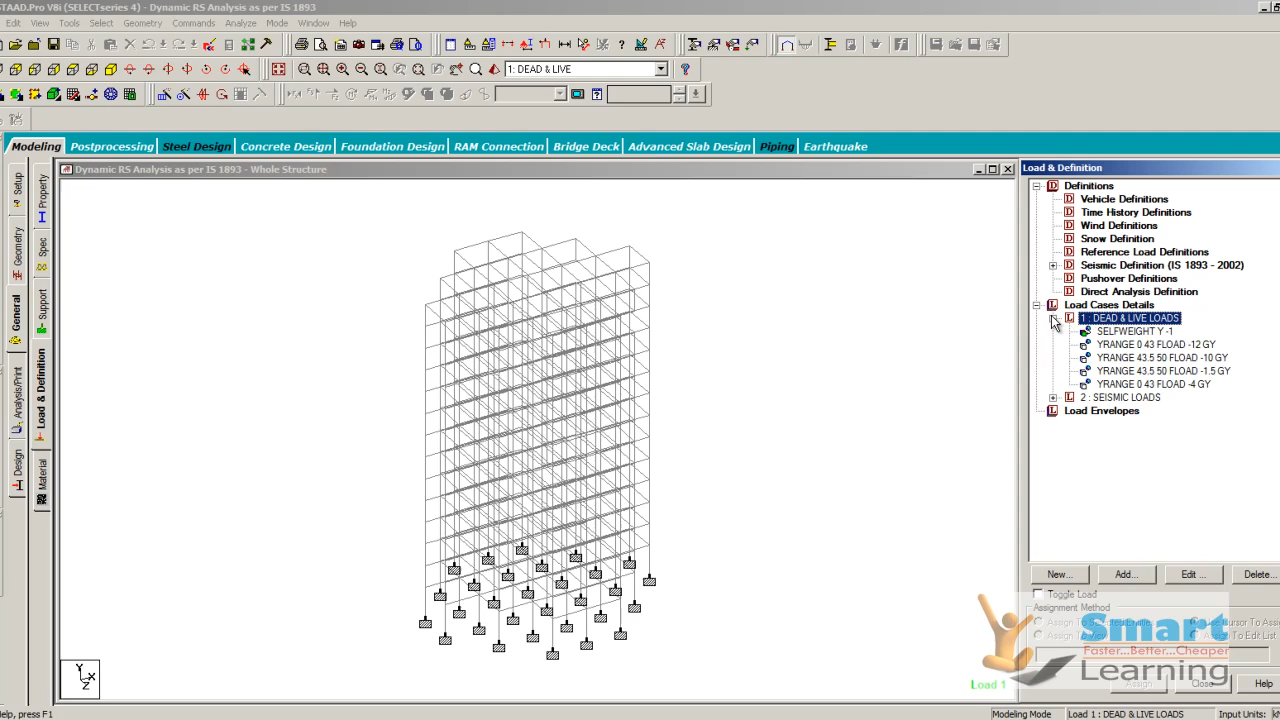 STAAD.Pro V8i (SELECTseries 4) - Dynamic RS Analysis as per IS 1893
Edit View Tools Select Geometry Commands Analyze Mode Window Help
1: DEAD & LIVE
Modeling Postprocessing Steel Design Concrete Design Foundation Design RAM Connection Bridge Deck Advanced Slab Design Piping Earthquake
Setup
Geometry
General
Analysis/Print
Design
Property
Spec
Support
Load & Definition
Material
Dynamic RS Analysis as per IS 1893 - Whole Structure
Y
X
Z
Load 1
Load & Definition
Definitions
Vehicle Definitions
Time History Definitions
Wind Definitions
Snow Definition
Reference Load Definitions
Seismic Definition (IS 1893 - 2002)
Pushover Definitions
Direct Analysis Definition
Load Cases Details
1 : DEAD & LIVE LOADS
SELFWEIGHT Y -1
YRANGE 0 43 FLOAD -12 GY
YRANGE 43.5 50 FLOAD -10 GY
YRANGE 43.5 50 FLOAD -1.5 GY
YRANGE 0 43 FLOAD -4 GY
2 : SEISMIC LOADS
Load Envelopes
New... Add... Edit ... Delete...
Toggle Load
Assignment Method
Assign To Edit List
Assign Close Help
Smart
Faster...Better...Cheaper
Learning
Help, press F1
Modeling Mode Load 1 : DEAD & LIVE LOADS Input Units: